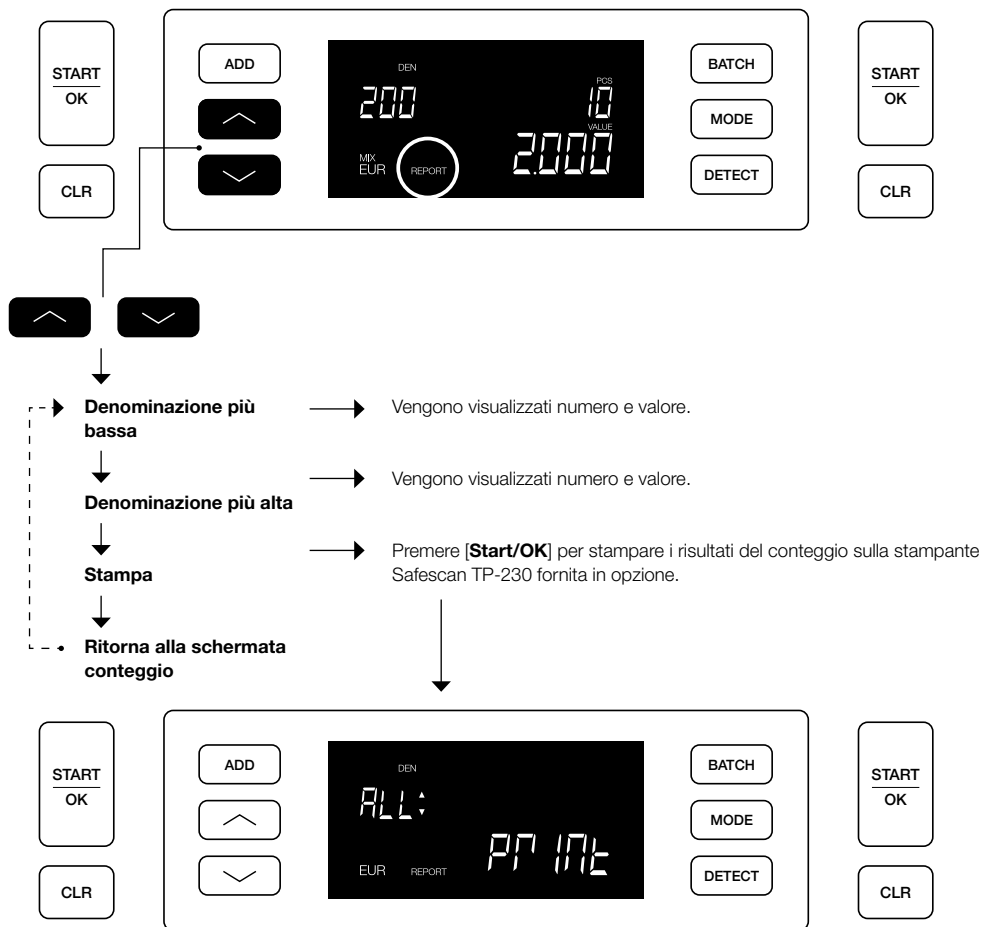 START
OK
CLR
ADD
DEN
200
PCS
10
VALUE
2.000
MIX
EUR
REPORT
BATCH
MODE
DETECT
START
OK
CLR
Denominazione più
bassa
Vengono visualizzati numero e valore.
Denominazione più alta
Vengono visualizzati numero e valore.
Stampa
Premere [Start/OK] per stampare i risultati del conteggio sulla stampante
Safescan TP-230 fornita in opzione.
Ritorna alla schermata
conteggio
START
OK
CLR
ADD
DEN
ALL:
EUR REPORT
PrINt
BATCH
MODE
DETECT
START
OK
CLR